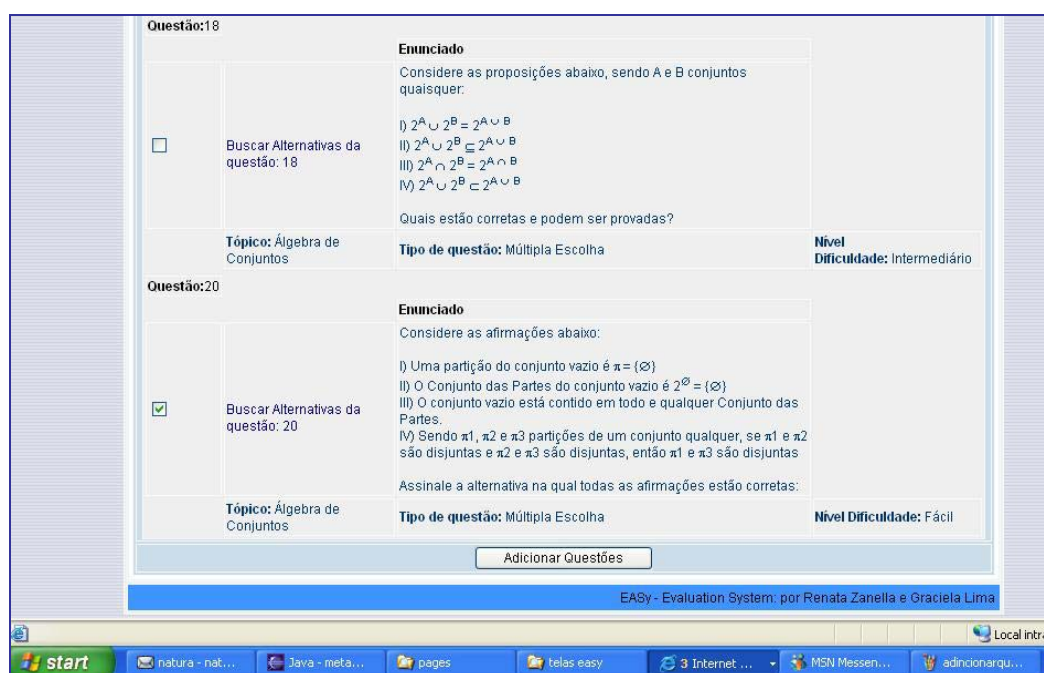 Questão:18
Enunciado
Considere as proposições abaixo, sendo A e B conjuntos
quaisquer:
I) 2^A ∪ 2^B = 2^A ∪ B
II) 2^A ∪ 2^B ⊆ 2^A ∪ B
III) 2^A ∩ 2^B = 2^A ∩ B
IV) 2^A ∪ 2^B ⊂ 2^A ∪ B
Quais estão corretas e podem ser provadas?
Buscar Alternativas da
questão: 18
Tópico: Álgebra de
Conjuntos
Tipo de questão: Múltipla Escolha
Nível
Dificuldade: Intermediário
Questão:20
Enunciado
Considere as afirmações abaixo:
I) Uma partição do conjunto vazio é π = {∅}
II) O Conjunto das Partes do conjunto vazio é 2^∅ = {∅}
III) O conjunto vazio está contido em todo e qualquer Conjunto das
Partes.
IV) Sendo π1, π2 e π3 partições de um conjunto qualquer, se π1 e π2
são disjuntas e π2 e π3 são disjuntas, então π1 e π3 são disjuntas
Assinale a alternativa na qual todas as afirmações estão corretas:
Buscar Alternativas da
questão: 20
Tópico: Álgebra de
Conjuntos
Tipo de questão: Múltipla Escolha
Nível Dificuldade: Fácil
Adicionar Questões
EASy - Evaluation System: por Renata Zanella e Graciela Lima
Local intr
start
natura - nat...
Java - meta...
pages
telas easy
3 Internet ...
MSN Messen...
adincionarqu...